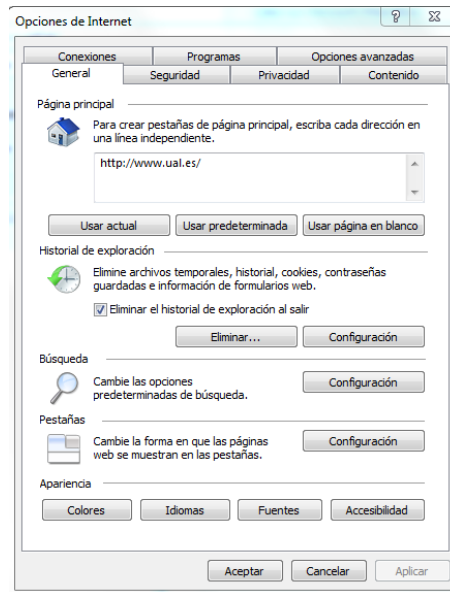 Opciones de Internet
Conexiones Programas Opciones avanzadas
General Seguridad Privacidad Contenido
Página principal
Para crear pestañas de página principal, escriba cada dirección en
una línea independiente.
http://www.ual.es/
Usar actual Usar predeterminada Usar página en blanco
Historial de exploración
Elimine archivos temporales, historial, cookies, contraseñas
guardadas e información de formularios web.
Eliminar el historial de exploración al salir
Eliminar... Configuración
Búsqueda
Cambie las opciones
predeterminadas de búsqueda.
Configuración
Pestañas
Cambie la forma en que las páginas
web se muestran en las pestañas.
Configuración
Apariencia
Colores Idiomas Fuentes Accesibilidad
Aceptar Cancelar Aplicar